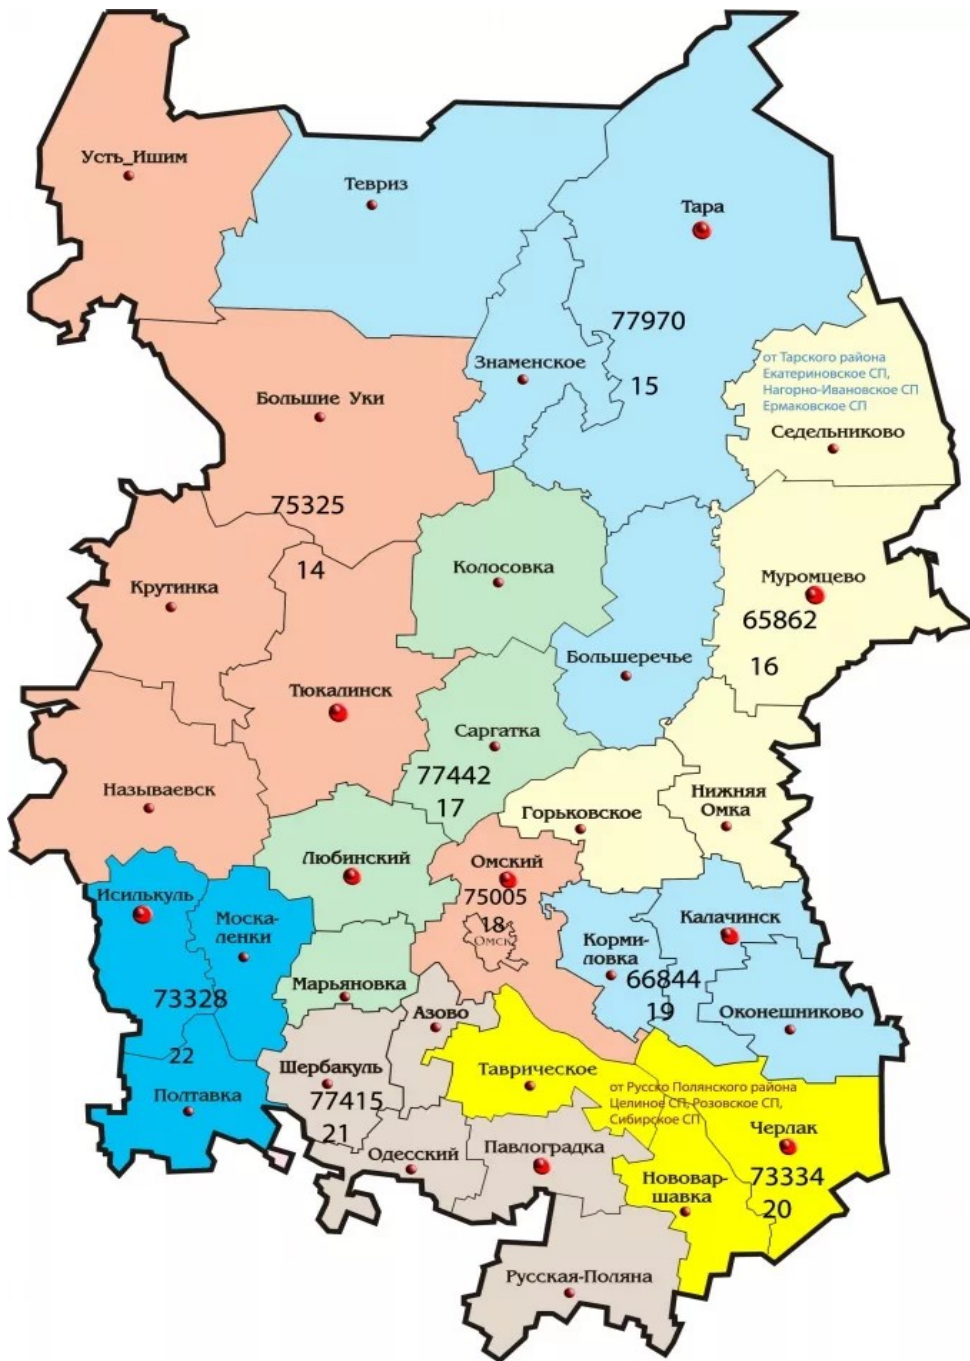 Усть_Ишим
Тевриз
Тара
77970
15
Знаменское
от Тарского района
Екатериновское СП,
Нагорно-Ивановское СП
Ермаковское СП
Седельниково
Большие Уки
75325
14
Крутинка
Колосовка
Муромцево
65862
16
Большеречье
Тюкалинск
Саргатка
77442
17
Называевск
Горьковское
Нижняя
Омка
Любинский
Омский
75005
18
Омск
Исилькуль
Моска-
ленки
73328
22
Корми-
ловка
Калачинск
66844
19
Оконешниково
Марьяновка
Азово
Шербакуль
77415
21
Таврическое
от Русско Полянского района
Целиное СП, Розовское СП,
Сибирское СП
Полтавка
Одесский
Павлоградка
Черлак
73334
20
Нововар-
шавка
Русская-Поляна